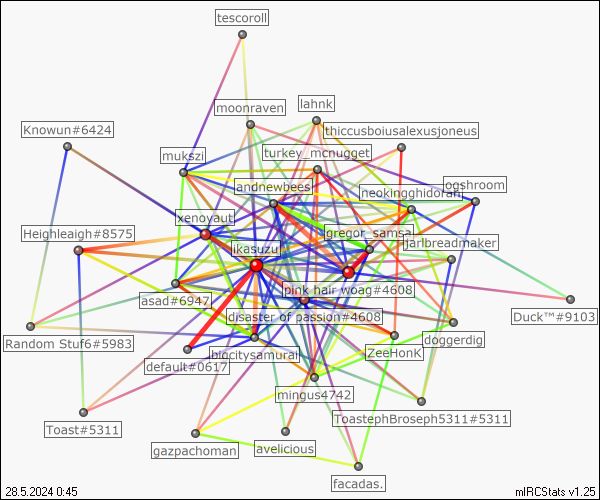 tescoroll
moonraven
lahnk
Knowun#6424
thiccusboiusalexusjoneus
mukszi
turkey_mcnugget
andnewbees
neokingghidorah
ogshroom
xenoyaut
gregor_samsa
Heighleaigh#8575
likasuzu
jarlbreadmaker
pink hair woag#4608
asad#6947
disaster of passion#4608
Duck™#9103
Random Stuf6#5983
bigcitysamurai
ZeeHonK
doggerdig
default#0617
mingus4742
Toast#5311
ToastephBroseph5311#5311
gazpachoman
avelicious
facadas.
28.5.2024 0:45
mIRCStats v1.25